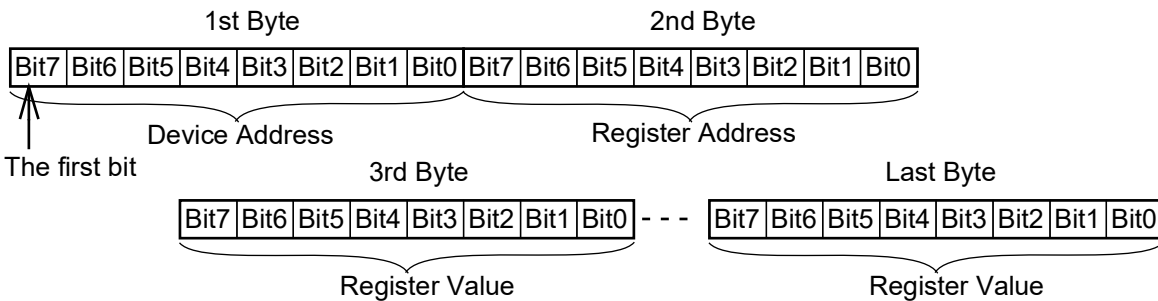 1st Byte 2nd Byte
Bit7 Bit6 Bit5 Bit4 Bit3 Bit2 Bit1 Bit0 Bit7 Bit6 Bit5 Bit4 Bit3 Bit2 Bit1 Bit0
Device Address Register Address
The first bit
3rd Byte Last Byte
Bit7 Bit6 Bit5 Bit4 Bit3 Bit2 Bit1 Bit0 - - - Bit7 Bit6 Bit5 Bit4 Bit3 Bit2 Bit1 Bit0
Register Value Register Value